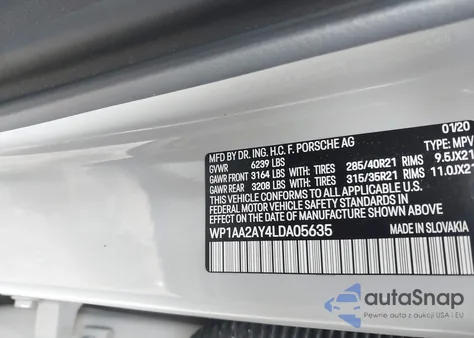 MFD BY DR. ING. H.C. F. PORSCHE AG 01/20
GVWR 6239 LBS TYPE: MPV
GAWR FRONT 3164 LBS WITH: TIRES 285/40R21 RIMS 9.5JX21
GAWR REAR 3208 LBS WITH: TIRES 315/35R21 RIMS 11.0JX21
THIS VEHICLE CONFORMS TO ALL APPLICABLE U.S.
FEDERAL MOTOR VEHICLE SAFETY STANDARDS
IN EFFECT ON THE DATE OF MANUFACTURE SHOWN ABOVE.
WP1AA2AY4LDA05635 MADE IN SLOVAKIA
autoSnap
Pewne auta z aukcji USA i EU